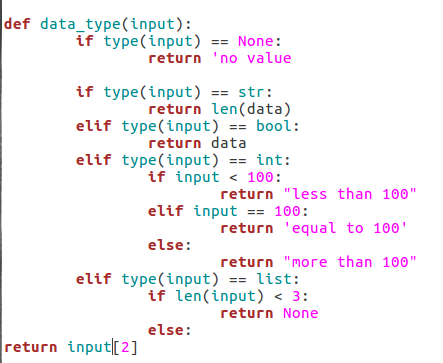 def data_type(input):
        if type(input) == None:
                return 'no value

        if type(input) == str:
                return len(data)
        elif type(input) == bool:
                return data
        elif type(input) == int:
                if input < 100:
                        return "less than 100"
                elif input == 100:
                        return 'equal to 100'
                else:
                        return "more than 100"
        elif type(input) == list:
                if len(input) < 3:
                        return None
                else:
return input[2]